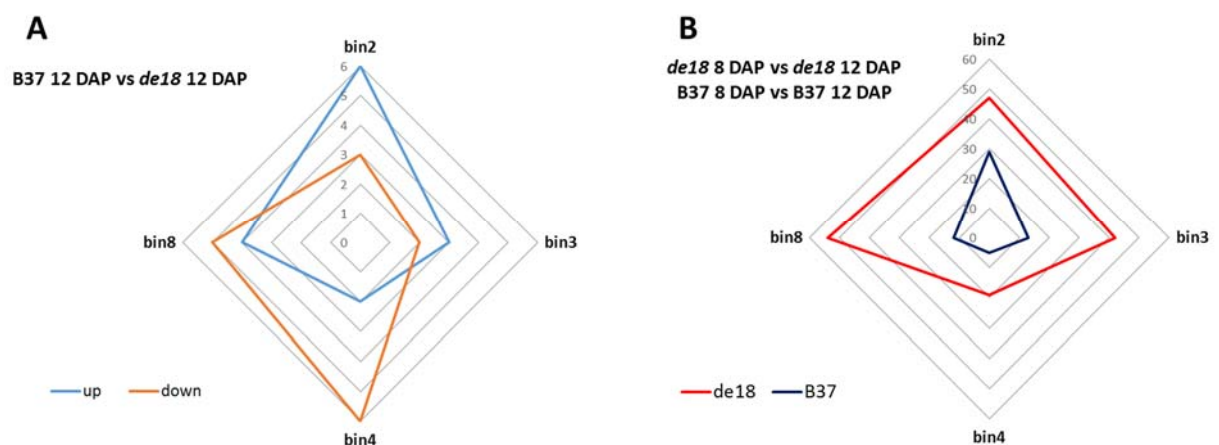 A
B37 12 DAP vs de18 12 DAP
bin2
6
5
4
3
2
1
0
bin8
bin3
bin4
up
down
B
de18 8 DAP vs de18 12 DAP
B37 8 DAP vs B37 12 DAP
bin2
60
50
40
30
20
10
0
bin8
bin3
bin4
de18
B37